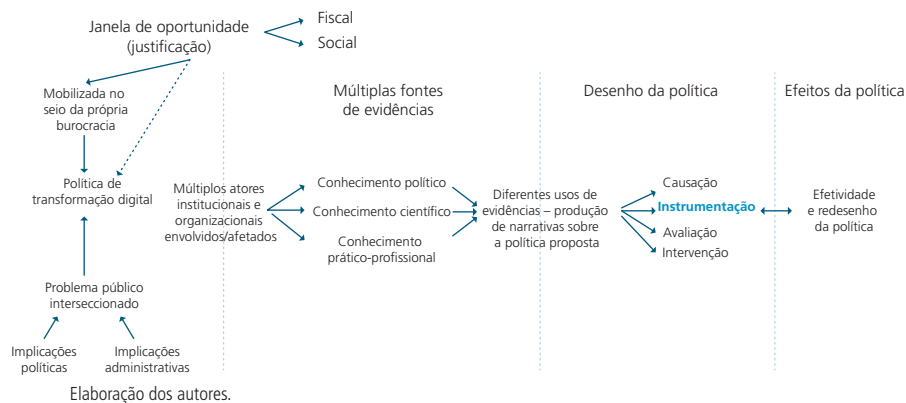 Janela de oportunidade
(justificação)
Fiscal
Social
Mobilizada no
seio da própria
burocracia
Política de
transformação digital
Problema público
interseccionado
Implicações
políticas
Implicações
administrativas
Múltiplos atores
institucionais e
organizacionais
envolvidos/afetados
Múltiplas fontes
de evidências
Conhecimento político
Conhecimento científico
Conhecimento
prático-profissional
Diferentes usos de
evidências – produção
de narrativas sobre
a política proposta
Desenho da política
Causação
Instrumentação
Avaliação
Intervenção
Efeitos da política
Efetividade
e redesenho
da política
Elaboração dos autores.